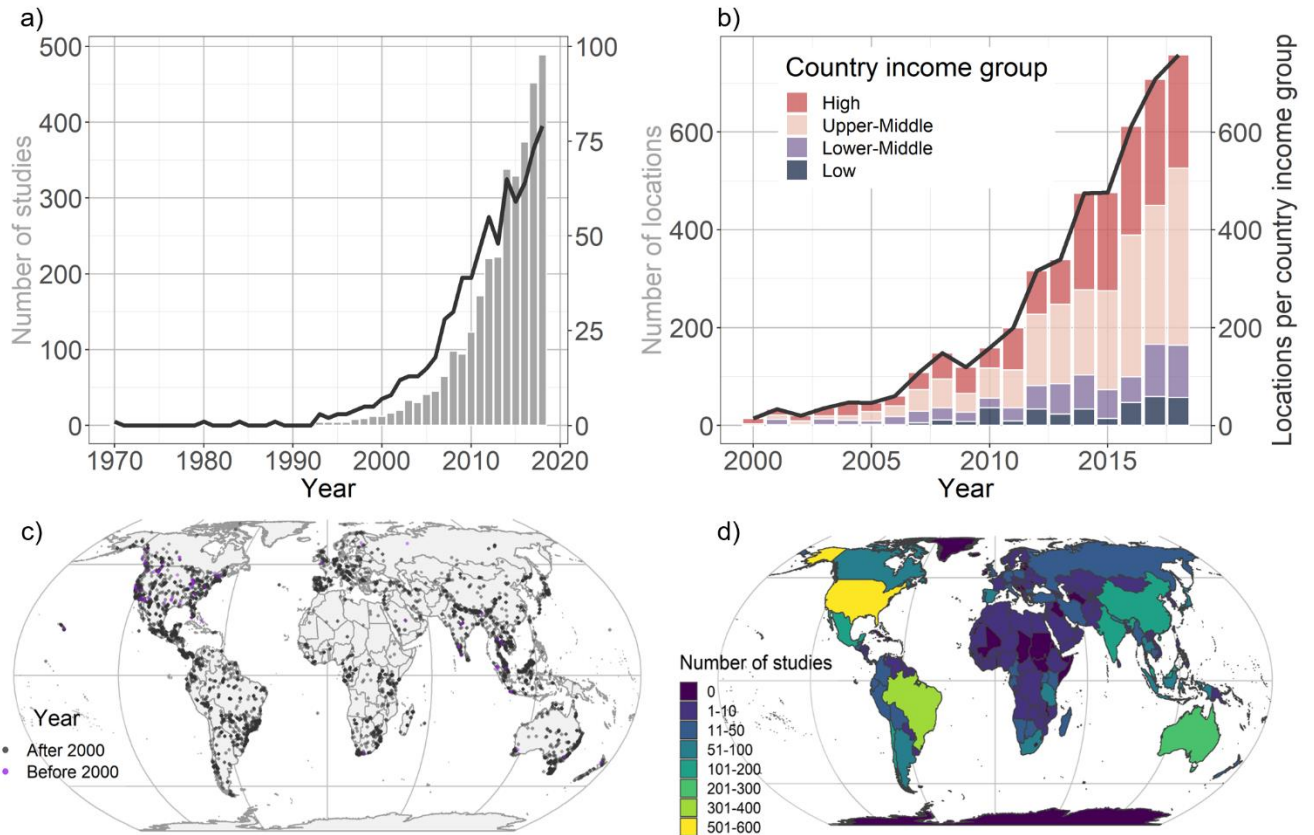 a)
500
400
300
200
100
0
Number of studies
100
75
50
25
0
1970 1980 1990 2000 2010 2020
Year
b)
600
400
200
0
Number of locations
Country income group
High
Upper-Middle
Lower-Middle
Low
600
400
200
0
Locations per country income group
2000 2005 2010 2015
Year
c)
Year
After 2000
Before 2000
d)
Number of studies
0
1-10
11-50
51-100
101-200
201-300
301-400
501-600